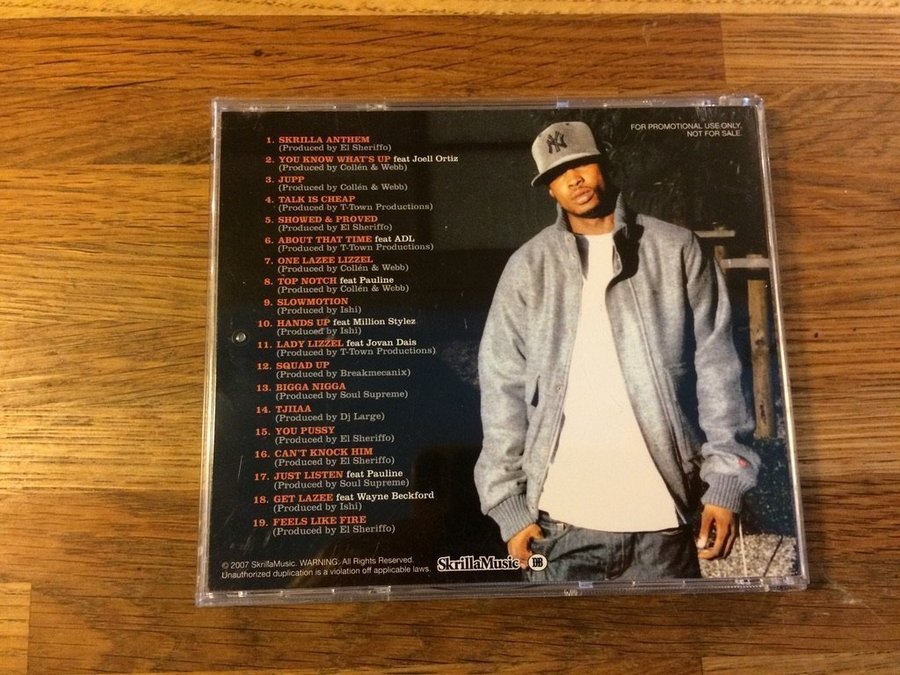 FOR PROMOTIONAL USE ONLY.
NOT FOR SALE.
1. SKRILLA ANTHEM
(Produced by El Sheriffo)
2. YOU KNOW WHAT'S UP feat Joell Ortiz
(Produced by Collén & Webb)
3. JUPP
(Produced by Collén & Webb)
4. TALK IS CHEAP
(Produced by T-Town Productions)
5. SHOWED & PROVED
(Produced by El Sheriffo)
6. ABOUT THAT TIME feat ADL
(Produced by T-Town Productions)
7. ONE LAZEE LIZZEL
(Produced by Collén & Webb)
8. TOP NOTCH feat Pauline
(Produced by Collén & Webb)
9. SLOWMOTION
(Produced by Ishi)
10. HANDS UP feat Million Stylez
(Produced by Ishi)
11. LADY LIZZEL feat Jovan Dais
(Produced by T-Town Productions)
12. SQUAD UP
(Produced by Breakmecanix)
13. BIGGA NIGGA
(Produced by Soul Supreme)
14. TJIIAA
(Produced by Dj Large)
15. YOU PUSSY
(Produced by El Sheriffo)
16. CAN'T KNOCK HIM
(Produced by El Sheriffo)
17. JUST LISTEN feat Pauline
(Produced by Soul Supreme)
18. GET LAZEE feat Wayne Beckford
(Produced by Ishi)
19. FEELS LIKE FIRE
(Produced by El Sheriffo)
© 2007 SkrillaMusic. WARNING. All Rights Reserved.
Unauthorized duplication is a violation off applicable laws.
SkrillaMusic
NY